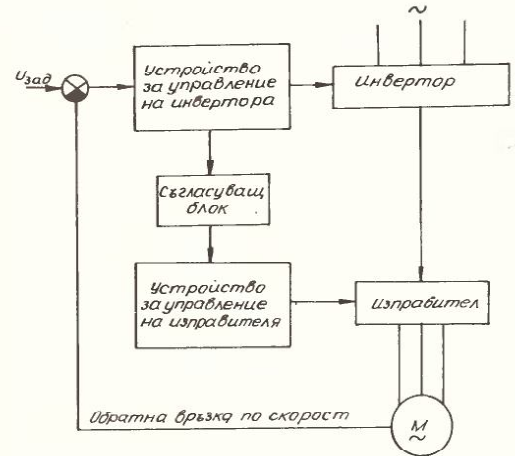 ~
Uзад
Устройство
за управление
на инвертора
Инвертор
Съгласуващ
блок
Устройство
за управление
на изправителя
Изправител
Обратна връзка по скорост
М
~